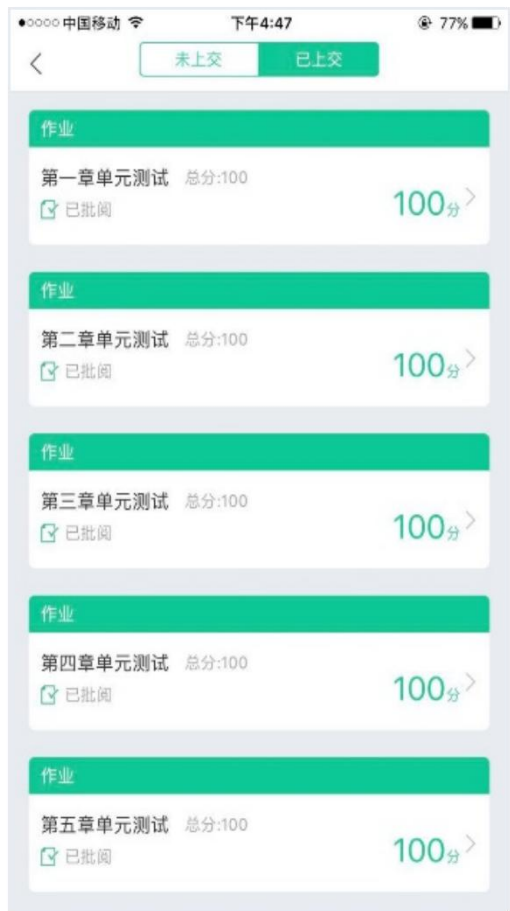 中国移动 下午4:47 77%
未上交 已上交
作业
第一章单元测试 总分:100
已批阅 100分
作业
第二章单元测试 总分:100
已批阅 100分
作业
第三章单元测试 总分:100
已批阅 100分
作业
第四章单元测试 总分:100
已批阅 100分
作业
第五章单元测试 总分:100
已批阅 100分